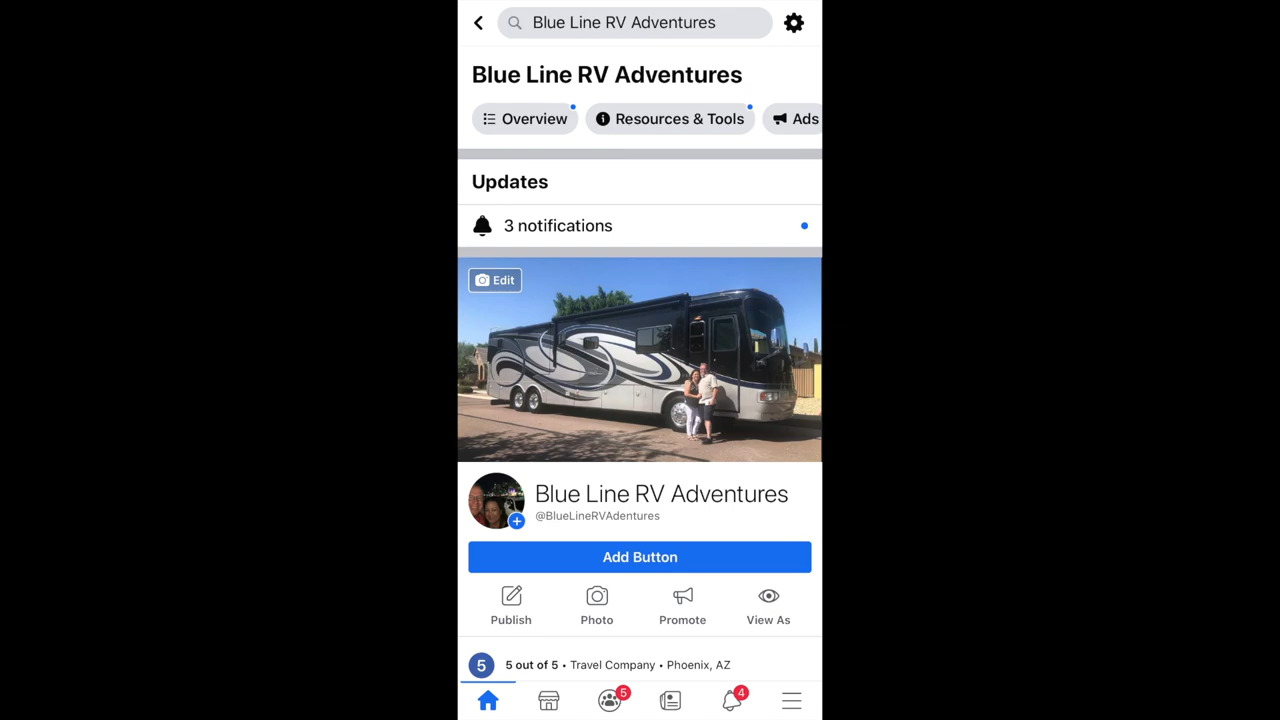 Blue Line RV Adventures
Blue Line RV Adventures
Overview
Resources & Tools
Ads
Updates
3 notifications
Edit
Blue Line RV Adventures
@BlueLineRVAdentures
Add Button
Publish
Photo
Promote
View As
5
5 out of 5 • Travel Company • Phoenix, AZ
5
4